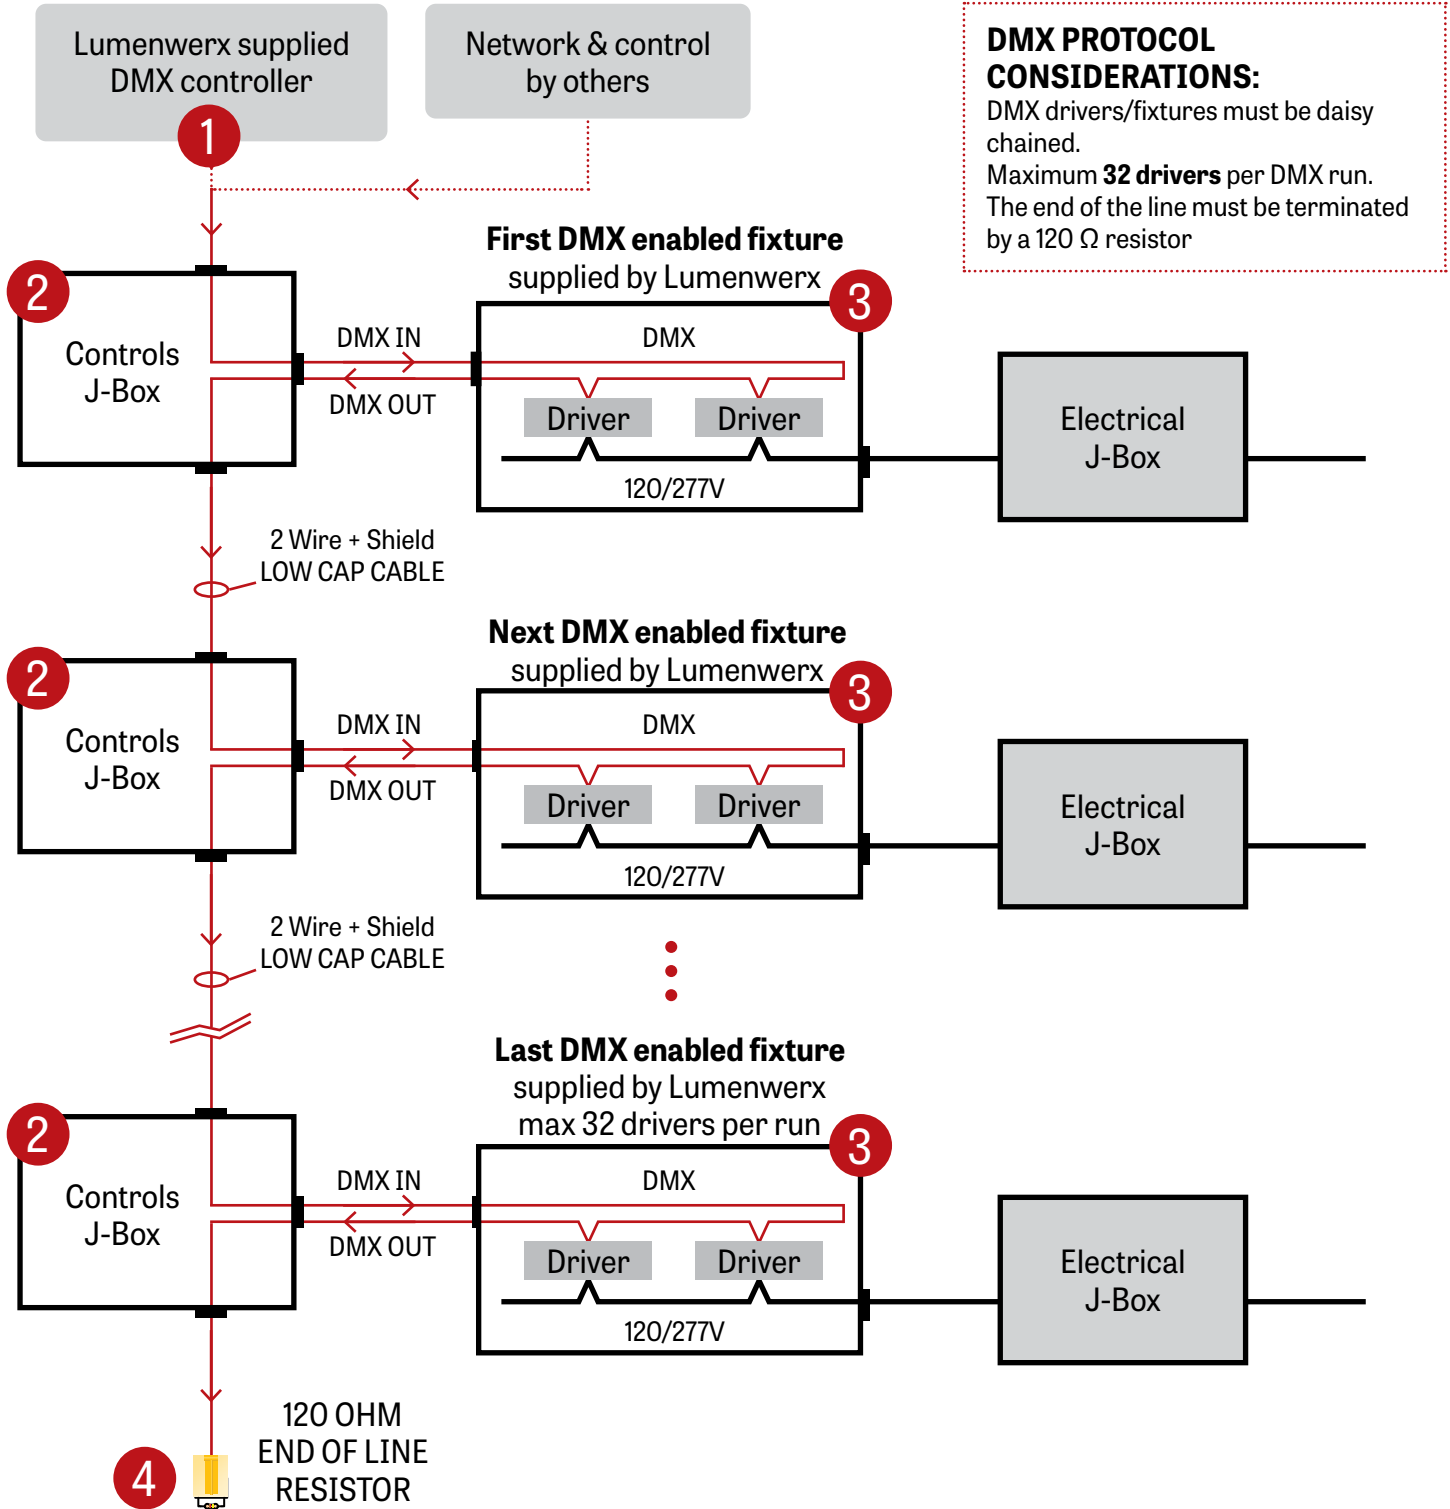 Lumenwerx supplied
DMX controller
1
Network & control
by others
DMX PROTOCOL
CONSIDERATIONS:
DMX drivers/fixtures must be daisy
chained.
Maximum 32 drivers per DMX run.
The end of the line must be terminated
by a 120 Ω resistor
First DMX enabled fixture
supplied by Lumenwerx
2
Controls
J-Box
DMX IN
DMX OUT
3
DMX
Driver
Driver
120/277V
Electrical
J-Box
2 Wire + Shield
LOW CAP CABLE
Next DMX enabled fixture
supplied by Lumenwerx
2
Controls
J-Box
DMX IN
DMX OUT
3
DMX
Driver
Driver
120/277V
Electrical
J-Box
2 Wire + Shield
LOW CAP CABLE
Last DMX enabled fixture
supplied by Lumenwerx
max 32 drivers per run
2
Controls
J-Box
DMX IN
DMX OUT
3
DMX
Driver
Driver
120/277V
Electrical
J-Box
4
120 OHM
END OF LINE
RESISTOR